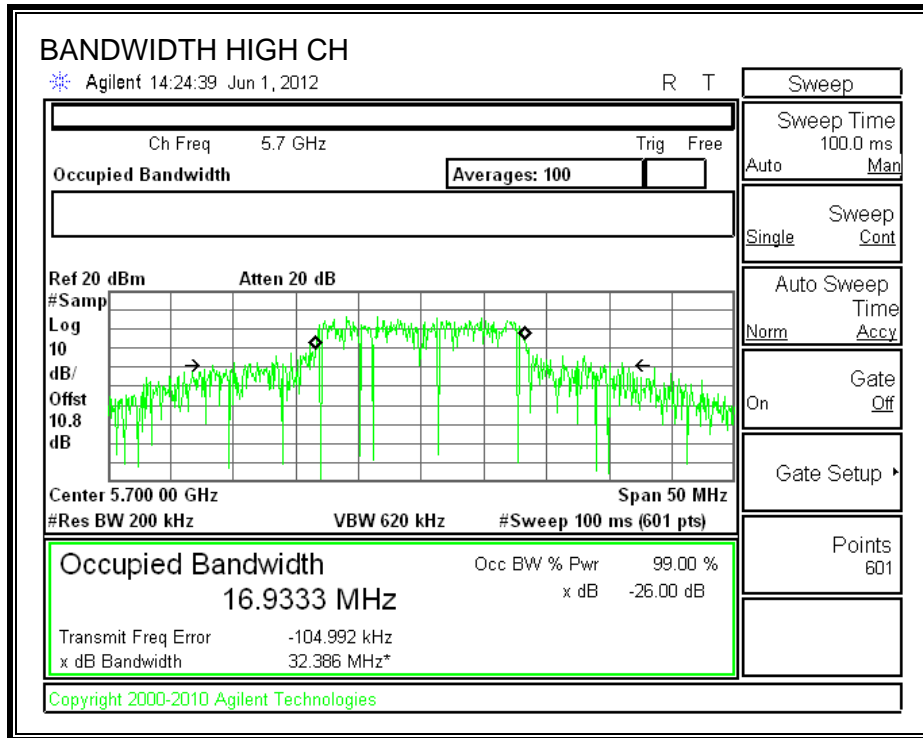 BANDWIDTH HIGH CH
Agilent 14:24:39 Jun 1, 2012 R T
Ch Freq 5.7 GHz Trig Free
Occupied Bandwidth Averages: 100
Ref 20 dBm Atten 20 dB
#Samp
Log
10
dB/
Offst
10.8
dB
Center 5.700 00 GHz Span 50 MHz
#Res BW 200 kHz VBW 620 kHz #Sweep 100 ms (601 pts)
Occupied Bandwidth Occ BW % Pwr 99.00 %
16.9333 MHz x dB -26.00 dB
Transmit Freq Error -104.992 kHz
x dB Bandwidth 32.386 MHz*
Copyright 2000-2010 Agilent Technologies
Sweep
Sweep Time
100.0 ms
Auto Man
Sweep
Single Cont
Auto Sweep
Time
Norm Accy
Gate
On Off
Gate Setup
Points
601